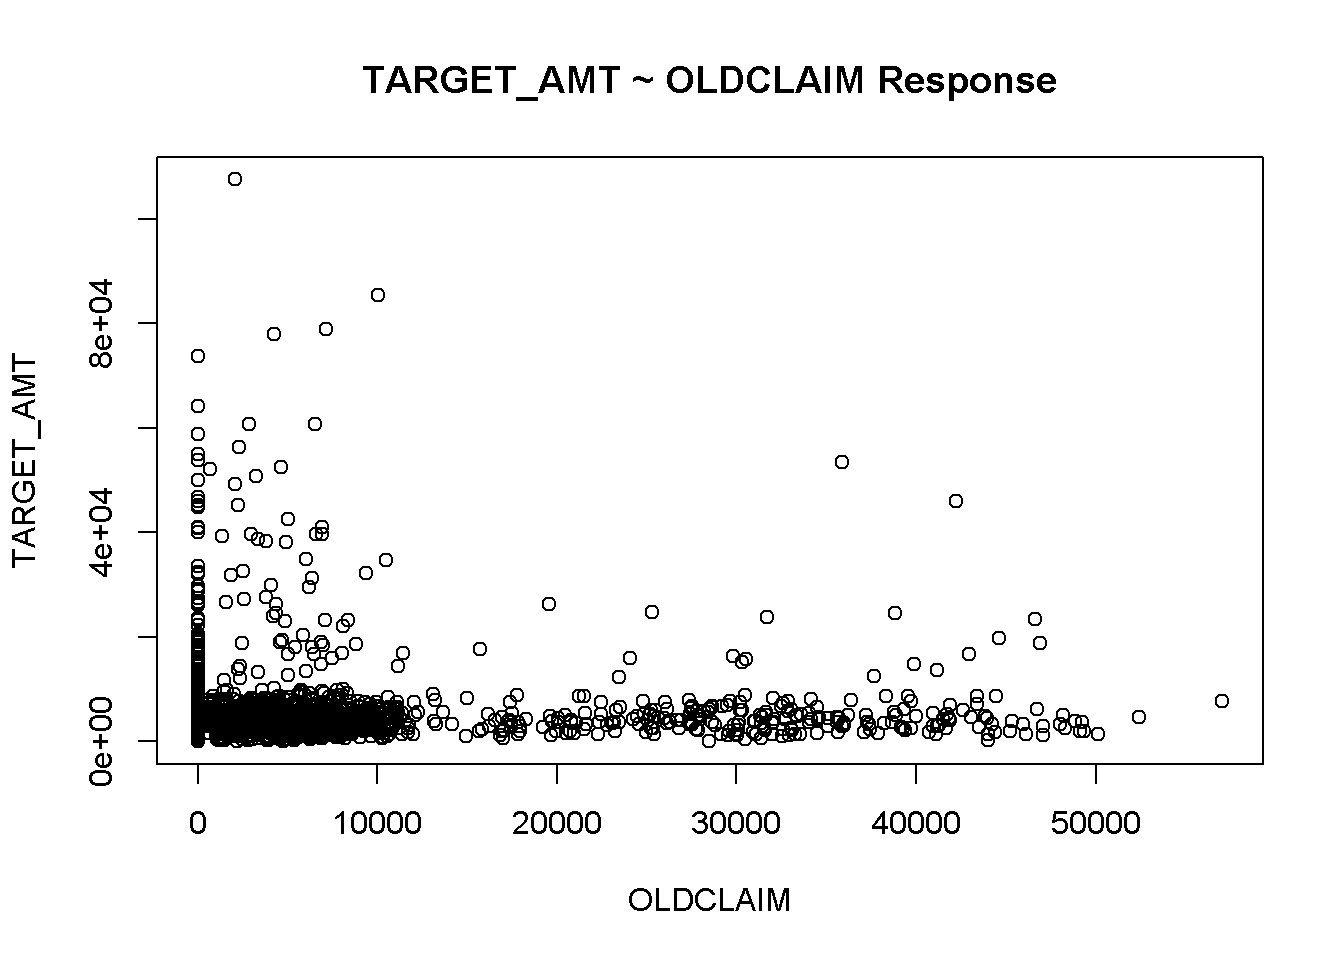 TARGET_AMT ~ OLDCLAIM Response
TARGET_AMT
8e+04
4e+04
0e+00
0
10000
20000
30000
40000
50000
OLDCLAIM